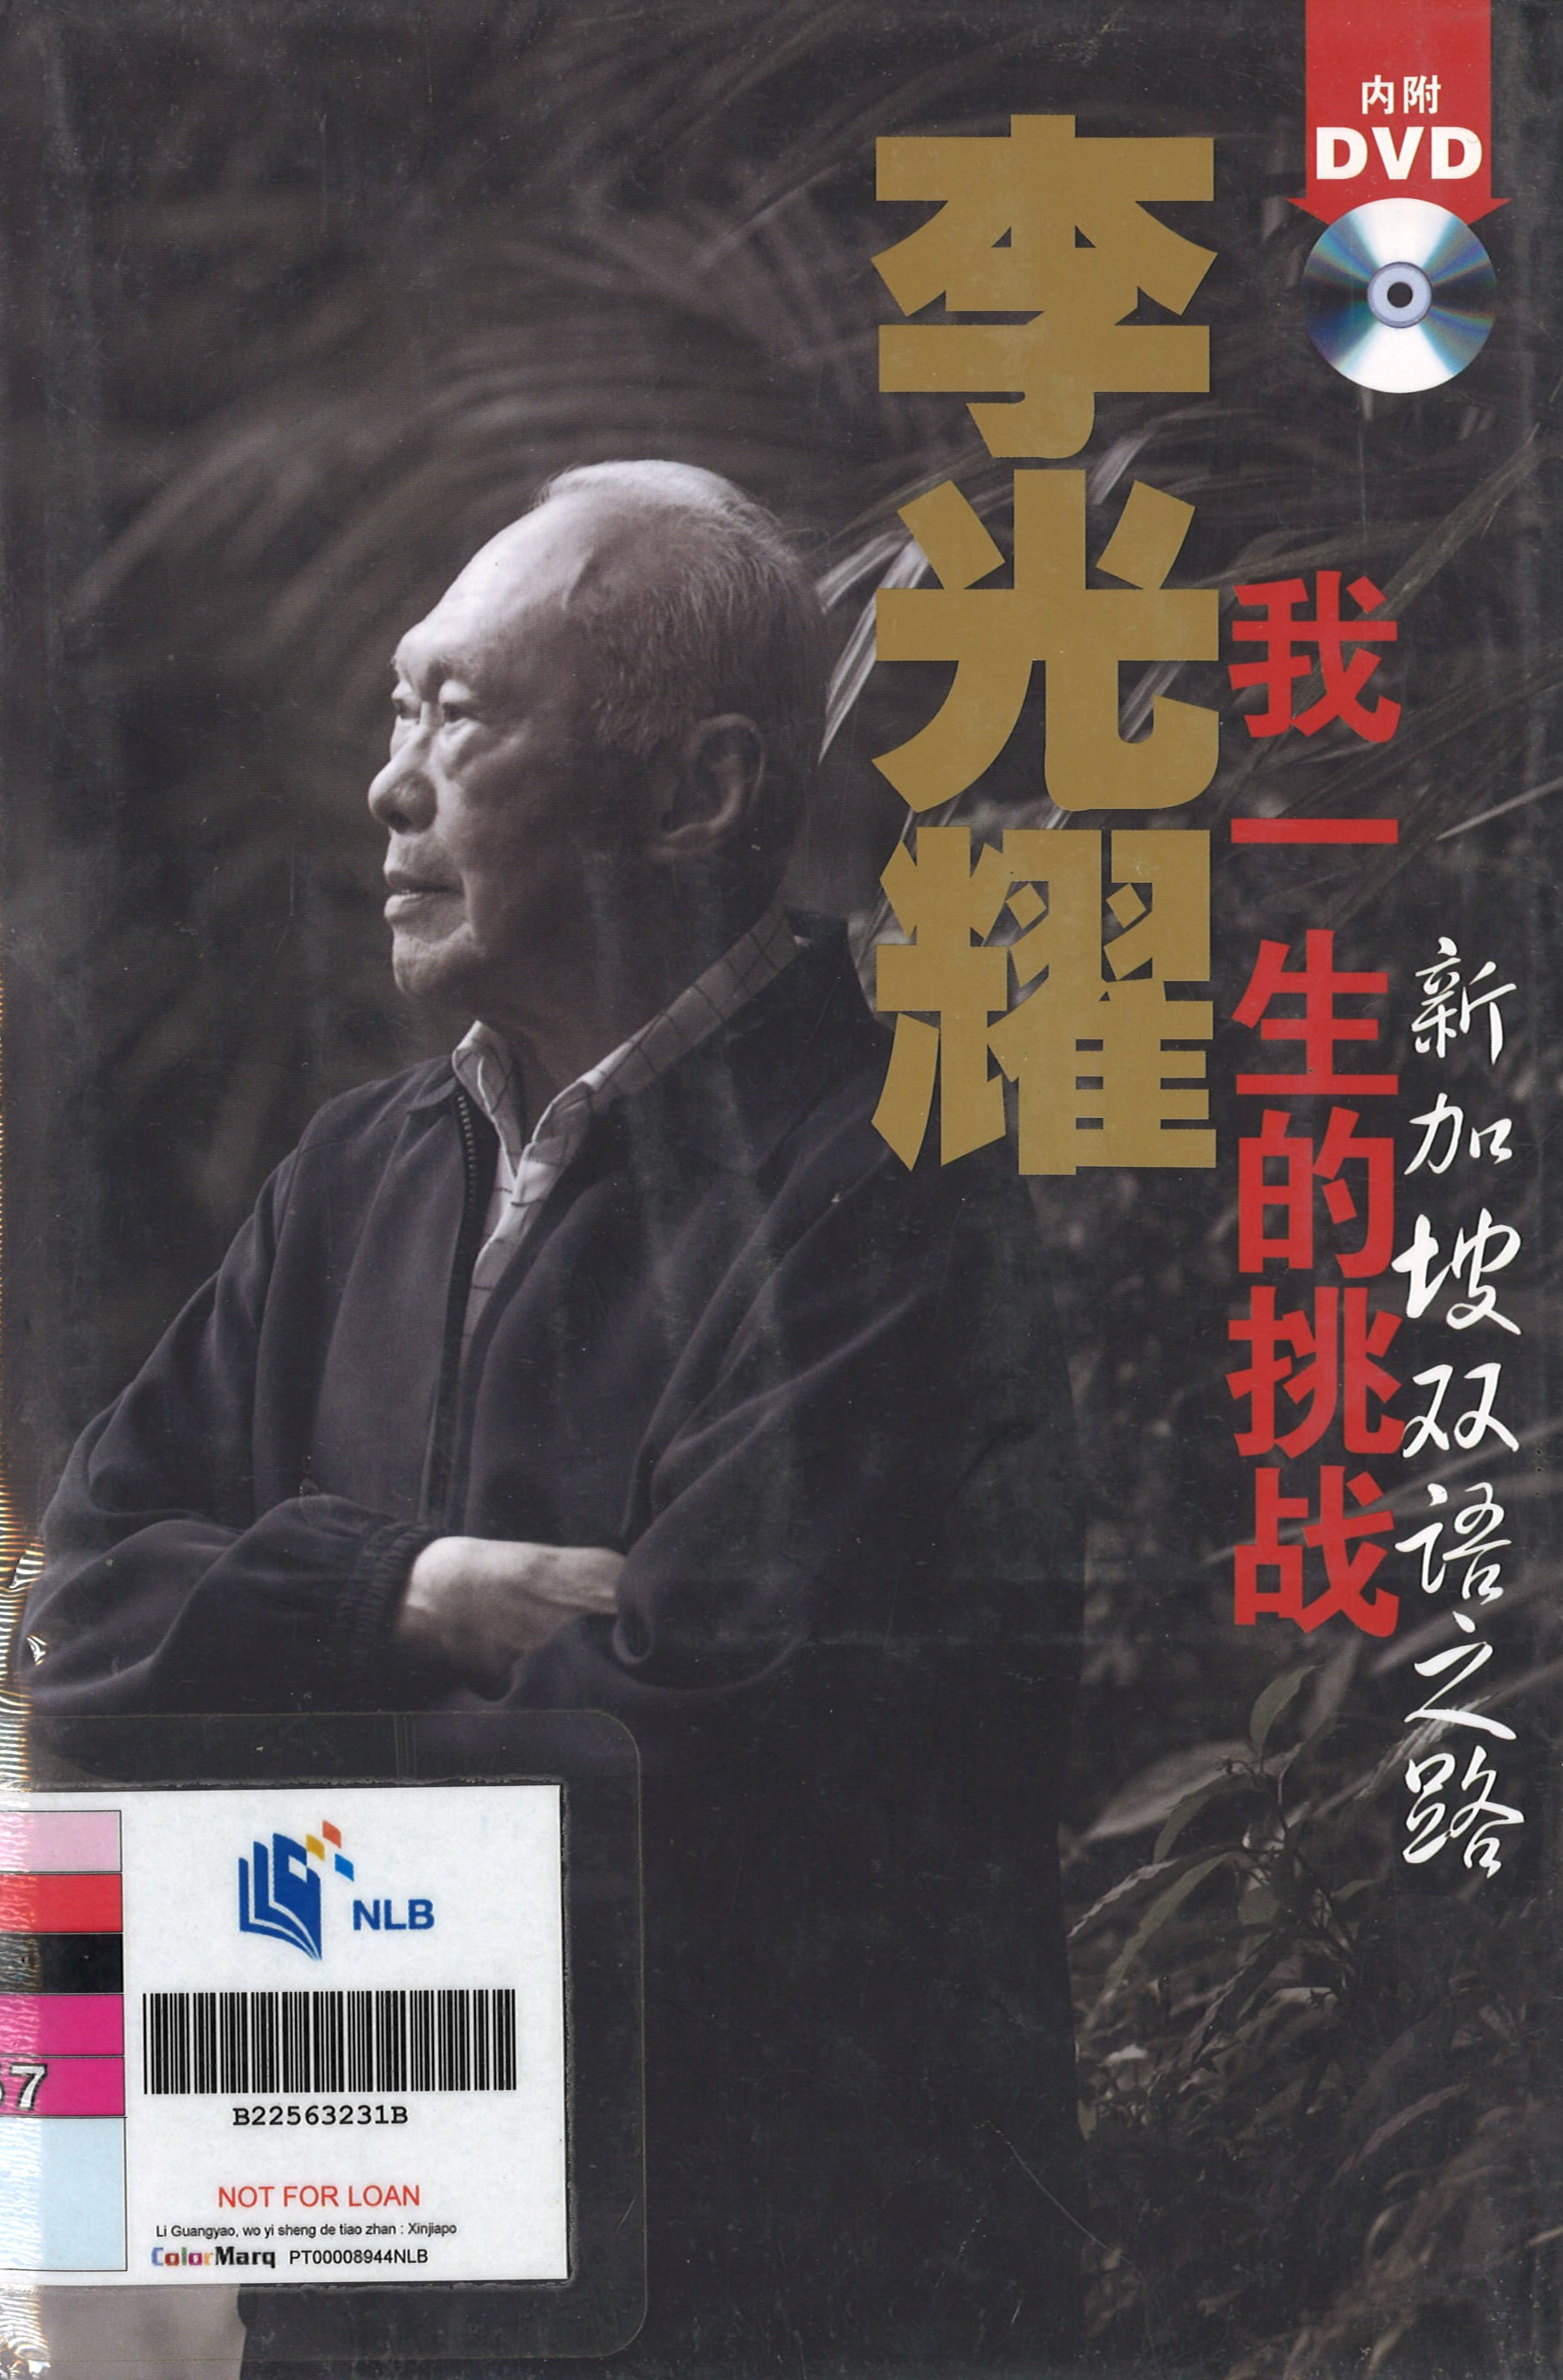 内附
DVD
李光耀
我一生的挑战
新加坡双语之路
NLB
B22563231B
NOT FOR LOAN
Li Guangyao, wo yi sheng de tiao zhan : Xinjiapo
ColorMarq PT00008944NLB
7